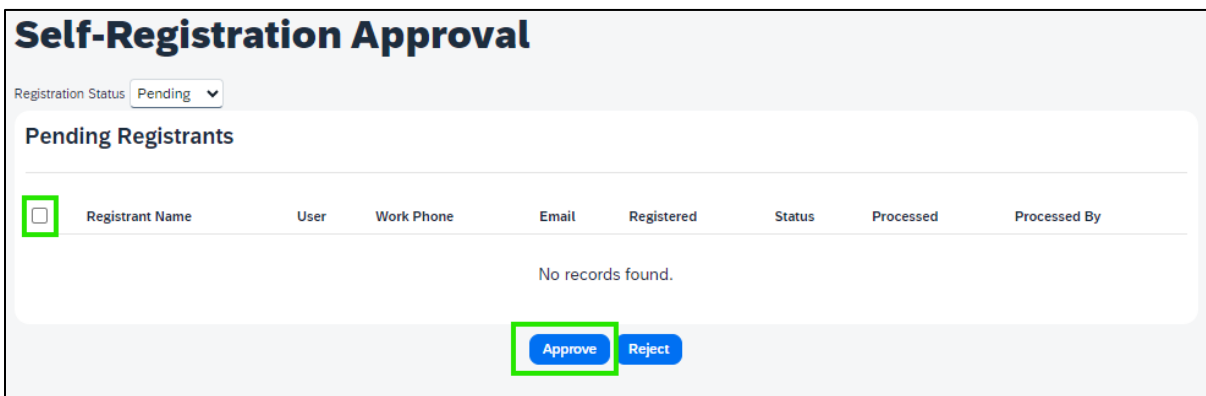 Self-Registration Approval
Registration Status Pending
Pending Registrants
Registrant Name User Work Phone Email Registered Status Processed Processed By
No records found.
Approve Reject